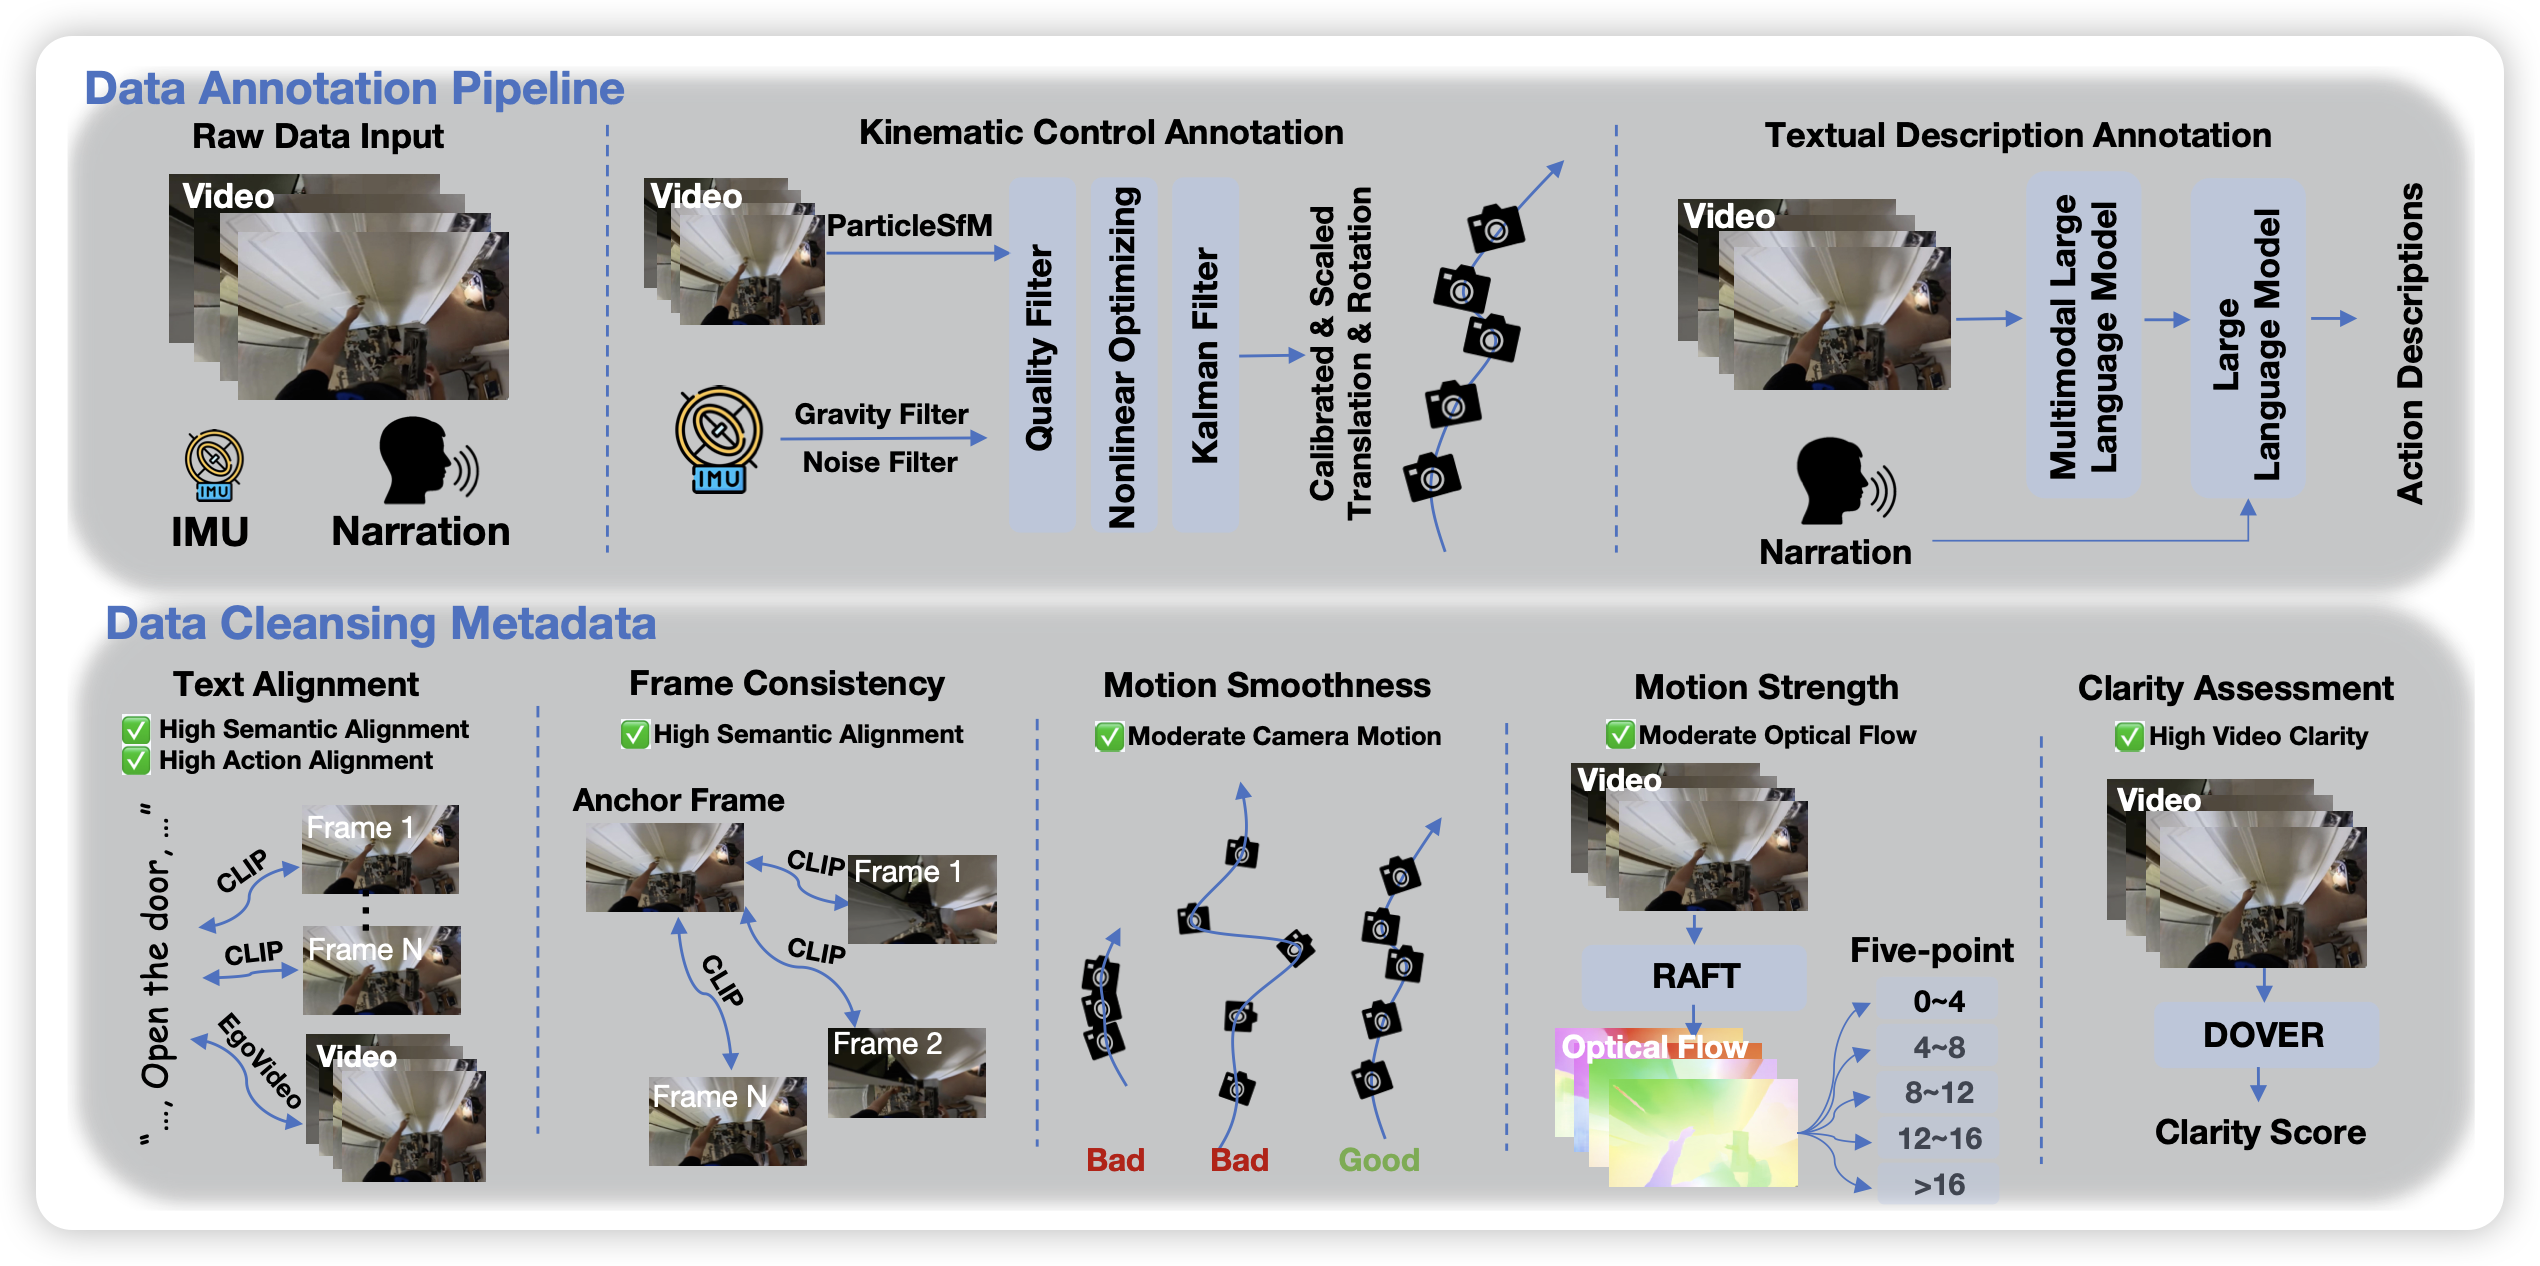 Data Annotation Pipeline
Raw Data Input
Video
IMU
IMU
Narration
Kinematic Control Annotation
Video
ParticleSfM
IMU
Gravity Filter
Noise Filter
Quality Filter
Nonlinear Optimizing
Kalman Filter
Calibrated & Scaled
Translation & Rotation
Textual Description Annotation
Video
Narration
Multimodal Large
Language Model
Large
Language Model
Action Descriptions
Data Cleansing Metadata
Text Alignment
✅ High Semantic Alignment
✅ High Action Alignment
“ ..., Open the door, ...”
CLIP
Frame 1
CLIP
Frame N
EgoVideo
Video
Frame Consistency
✅ High Semantic Alignment
Anchor Frame
CLIP
Frame 1
CLIP
Frame 2
CLIP
Frame N
Motion Smoothness
✅ Moderate Camera Motion
Bad
Bad
Good
Motion Strength
✅ Moderate Optical Flow
Video
RAFT
Optical Flow
Five-point
0~4
4~8
8~12
12~16
>16
Clarity Assessment
✅ High Video Clarity
Video
DOVER
Clarity Score